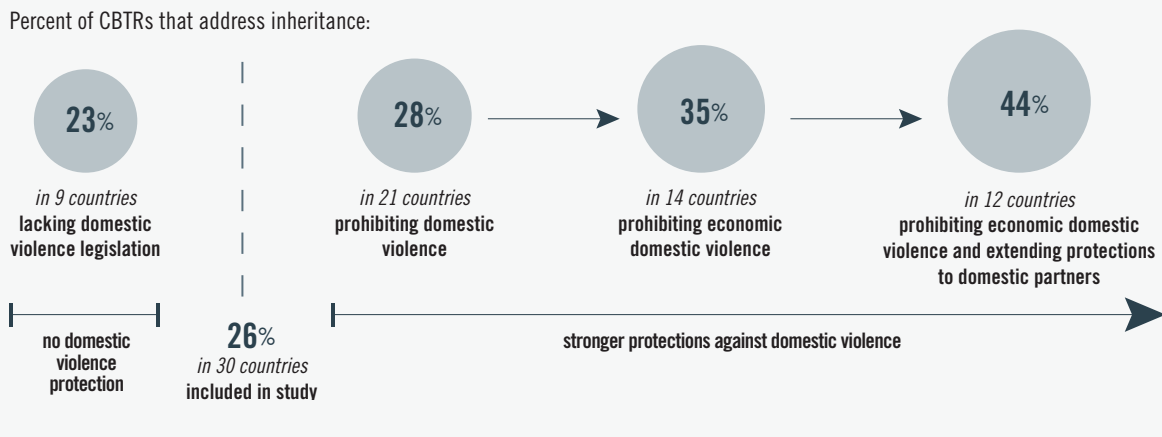 Percent of CBTRs that address inheritance:
23%
in 9 countries
lacking domestic
violence legislation
no domestic
violence
protection
26%
in 30 countries
included in study
28%
in 21 countries
prohibiting domestic
violence
35%
in 14 countries
prohibiting economic
domestic violence
44%
in 12 countries
prohibiting economic domestic
violence and extending protections
to domestic partners
stronger protections against domestic violence